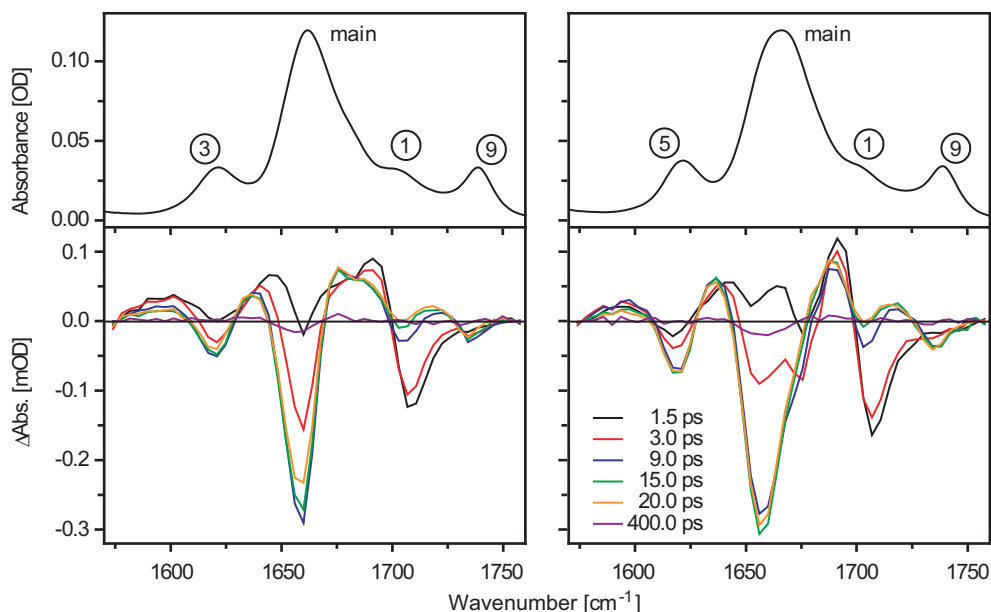 main
main
3
1
9
5
1
9
Absorbance [OD]
0.10
0.05
0.00
ΔAbs. [mOD]
0.1
0.0
-0.1
-0.2
-0.3
1.5 ps
3.0 ps
9.0 ps
15.0 ps
20.0 ps
400.0 ps
1600 1650 1700 1750 1600 1650 1700 1750
Wavenumber [cm⁻¹]